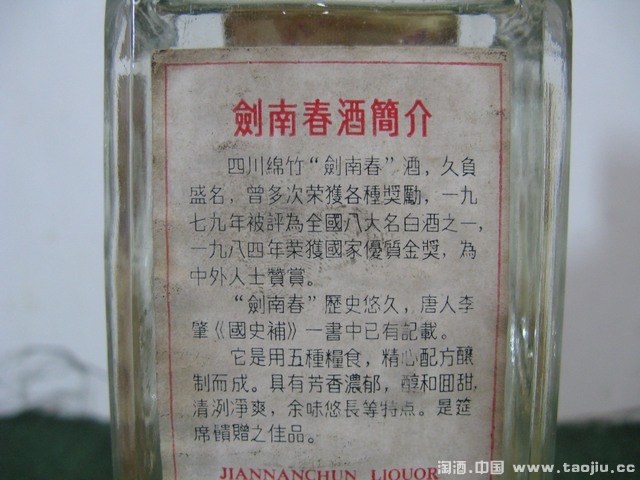 劍南春酒簡介
四川綿竹“劍南春”酒，久負
盛名，曾多次荣獲各種獎勵，一九
七九年被評為全國八大名白酒之一，
一九八四年荣獲國家優質金獎，為
中外人士贊賞。
“劍南春”歷史悠久，唐人李
肇《國史補》一書中已有記載。
它是用五種糧食，精心配方釀
制而成。具有芳香濃郁，醇和回甜，
清洌淨爽，余味悠長等特点。是筵
席饋贈之佳品。
JIANNANCHUN LIQUOR
淘酒.中国 www.taojiu.cc